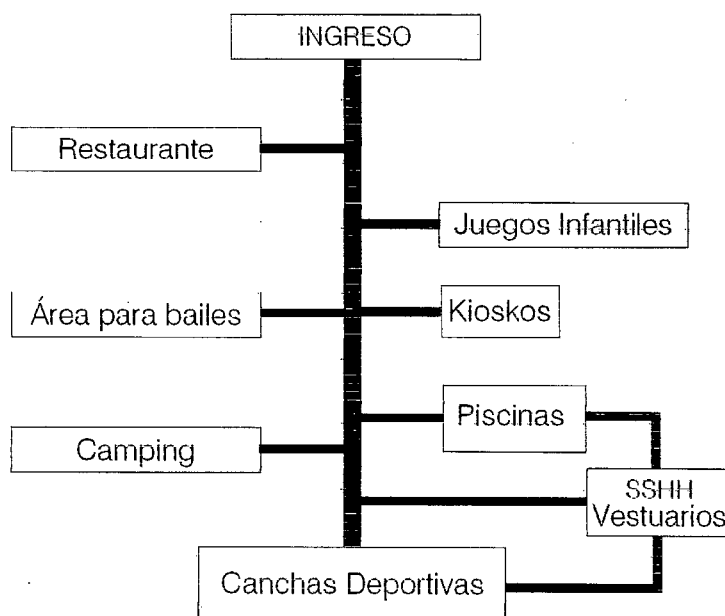 INGRESO
Restaurante
Juegos Infantiles
Área para bailes
Kioskos
Piscinas
Camping
SSHH
Vestuarios
Canchas Deportivas